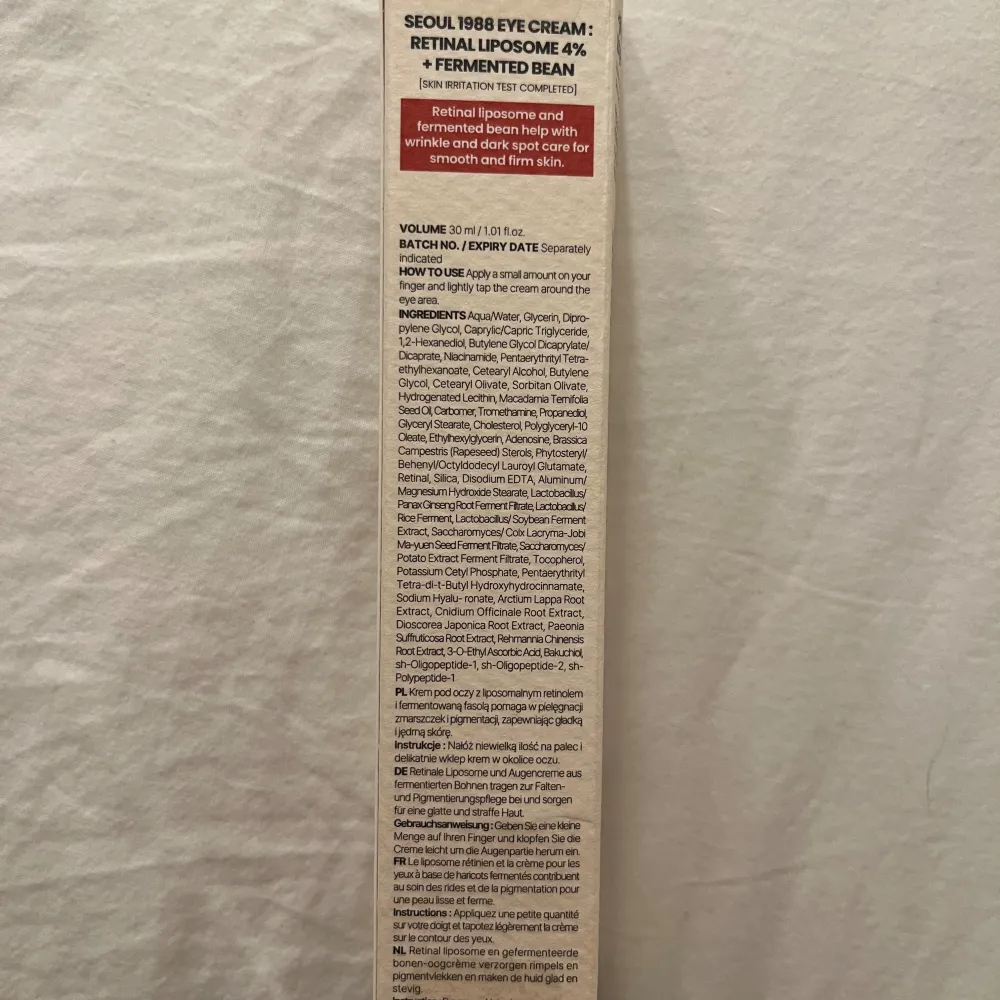 SEOUL 1988 EYE CREAM :
RETINAL LIPOSOME 4%
+ FERMENTED BEAN
[SKIN IRRITATION TEST COMPLETED]
Retinal liposome and
fermented bean help with
wrinkle and dark spot care for
smooth and firm skin.
VOLUME 30 ml / 1.01 fl.oz.
BATCH NO. / EXPIRY DATE Separately
indicated
HOW TO USE Apply a small amount on your
finger and lightly tap the cream around the
eye area.
INGREDIENTS Aqua/Water, Glycerin, Dipro-
pylene Glycol, Caprylic/Capric Triglyceride,
1,2-Hexanediol, Butylene Glycol Dicaprylate/
Dicaprate, Niacinamide, Pentaerythrityl Tetra-
ethylhexanoate, Cetearyl Alcohol, Butylene
Glycol, Cetearyl Olivate, Sorbitan Olivate,
Hydrogenated Lecithin, Macadamia Ternifolia
Seed Oil, Carbomer, Tromethamine, Propanediol,
Glyceryl Stearate, Cholesterol, Polyglyceryl-10
Oleate, Ethylhexylglycerin, Adenosine, Brassica
Campestris (Rapeseed) Sterols, Phytosteryl/
Behenyl/Octyldodecyl Lauroyl Glutamate,
Retinal, Silica, Disodium EDTA, Aluminum/
Magnesium Hydroxide Stearate, Lactobacillus/
Panax Ginseng Root Ferment Filtrate, Lactobacillus/
Rice Ferment, Lactobacillus/ Soybean Ferment
Extract, Saccharomyces/ Coix Lacryma-Jobi
Ma-yuen Seed Ferment Filtrate, Saccharomyces/
Potato Extract Ferment Filtrate, Tocopherol,
Potassium Cetyl Phosphate, Pentaerythrityl
Tetra-di-t-Butyl Hydroxyhydrocinnamate,
Sodium Hyalu- ronate, Arctium Lappa Root
Extract, Cnidium Officinale Root Extract,
Dioscorea Japonica Root Extract, Paeonia
Suffruticosa Root Extract, Rehmannia Chinensis
Root Extract, 3-O-Ethyl Ascorbic Acid, Bakuchiol,
sh-Oligopeptide-1, sh-Oligopeptide-2, sh-
Polypeptide-1
PL Krem pod oczy z liposomalnym retinolem
i fermentowaną fasolą pomaga w pielęgnacji
zmarszczek i pigmentacji, zapewniając gładką
i jędrną skórę.
Instrukcje : Nałóż niewielką ilość na palec i
delikatnie wklep krem w okolice oczu.
DE Retinale Liposome und Augencreme aus
fermentierten Bohnen tragen zur Falten-
und Pigmentierungspflege bei und sorgen
für eine glatte und straffe Haut.
Gebrauchsanweisung : Geben Sie eine kleine
Menge auf Ihren Finger und klopfen Sie die
Creme leicht um die Augenpartie herum ein.
FR Le liposome rétinien et la crème pour les
yeux à base de haricots fermentés contribuent
au soin des rides et de la pigmentation pour
une peau lisse et ferme.
Instructions : Appliquez une petite quantité
sur votre doigt et tapotez légèrement la crème
sur le contour des yeux.
NL Retinal liposome en gefermenteerde
bonen-oogcrème verzorgen rimpels en
pigmentvlekken en maken de huid glad en
stevig.